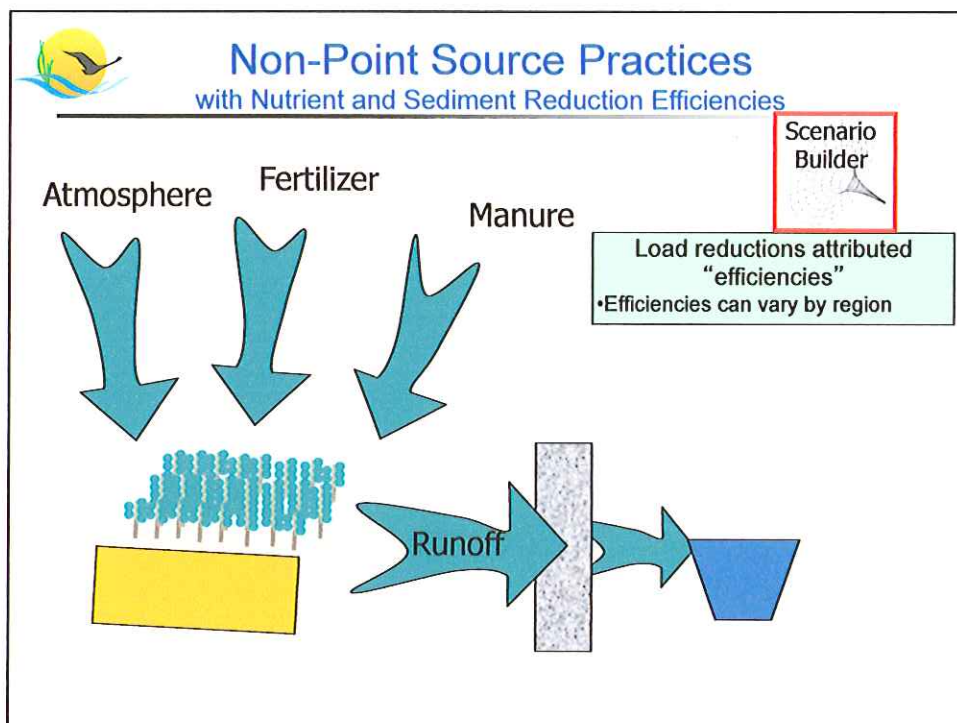 Non-Point Source Practices
with Nutrient and Sediment Reduction Efficiencies
Scenario
Builder
Atmosphere
Fertilizer
Manure
Load reductions attributed
“efficiencies”
•Efficiencies can vary by region
Runoff